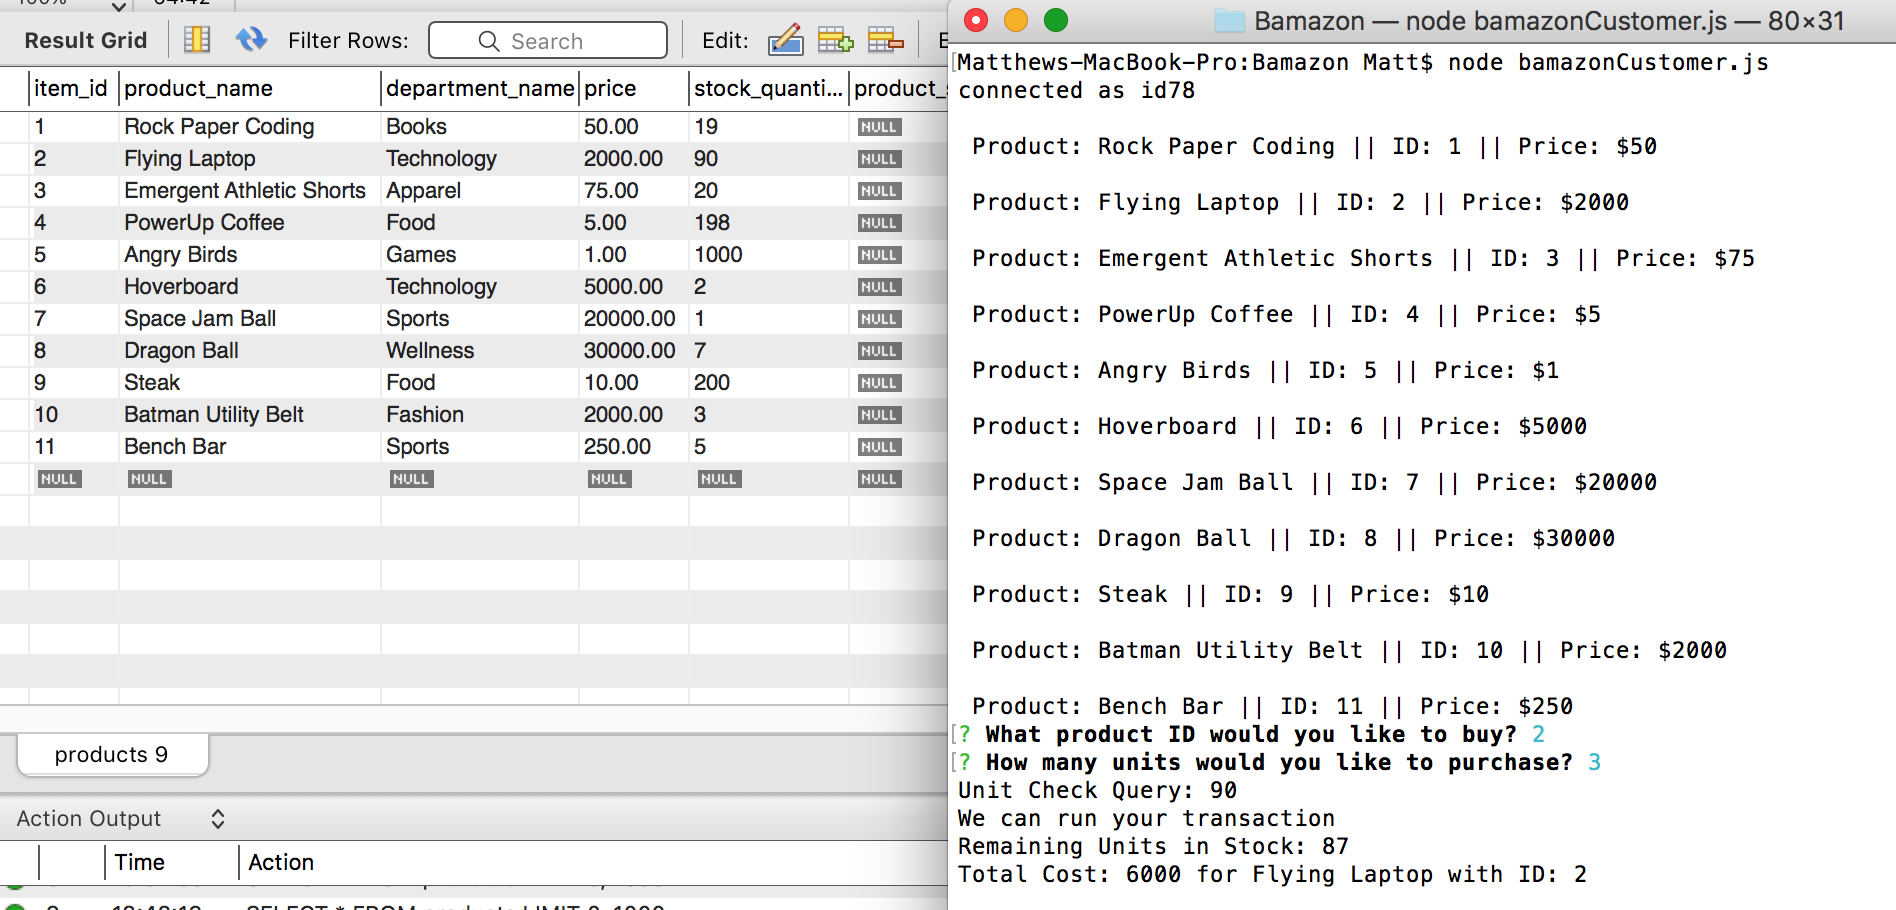 Result Grid Filter Rows: Search Edit:
item_id product_name department_name price stock_quanti...
1 Rock Paper Coding Books 50.00 19 NULL
2 Flying Laptop Technology 2000.00 90 NULL
3 Emergent Athletic Shorts Apparel 75.00 20 NULL
4 PowerUp Coffee Food 5.00 198 NULL
5 Angry Birds Games 1.00 1000 NULL
6 Hoverboard Technology 5000.00 2 NULL
7 Space Jam Ball Sports 20000.00 1 NULL
8 Dragon Ball Wellness 30000.00 7 NULL
9 Steak Food 10.00 200 NULL
10 Batman Utility Belt Fashion 2000.00 3 NULL
11 Bench Bar Sports 250.00 5 NULL
NULL NULL NULL NULL NULL NULL
products 9
Action Output
Time Action
SELECT * FROM products LIMIT 0, 1000
Bamazon — node bamazonCustomer.js — 80×31
[Matthews-MacBook-Pro:Bamazon Matt$ node bamazonCustomer.js
connected as id78
Product: Rock Paper Coding || ID: 1 || Price: $50
Product: Flying Laptop || ID: 2 || Price: $2000
Product: Emergent Athletic Shorts || ID: 3 || Price: $75
Product: PowerUp Coffee || ID: 4 || Price: $5
Product: Angry Birds || ID: 5 || Price: $1
Product: Hoverboard || ID: 6 || Price: $5000
Product: Space Jam Ball || ID: 7 || Price: $20000
Product: Dragon Ball || ID: 8 || Price: $30000
Product: Steak || ID: 9 || Price: $10
Product: Batman Utility Belt || ID: 10 || Price: $2000
Product: Bench Bar || ID: 11 || Price: $250
[? What product ID would you like to buy? 2
[? How many units would you like to purchase? 3
Unit Check Query: 90
We can run your transaction
Remaining Units in Stock: 87
Total Cost: 6000 for Flying Laptop with ID: 2